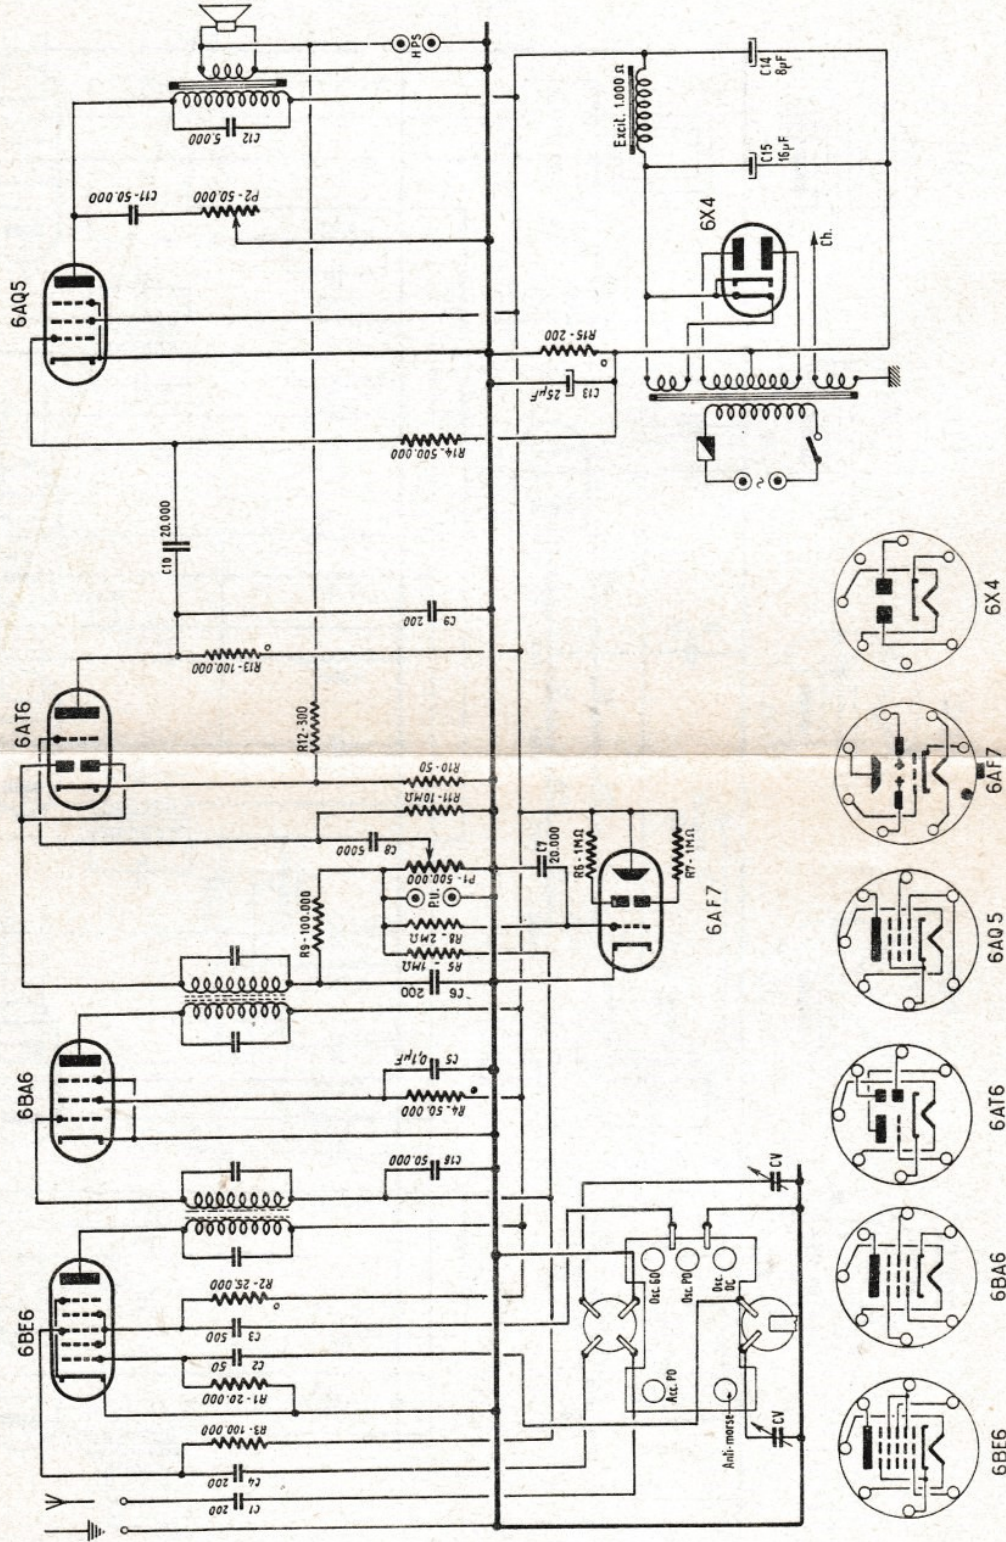 6BE6
6BA6
6AT6
6AQ5
C1
200
C4
200
R3-100.000
R1-20.000
C2
50
C3
500
R2-25.000
C16
50.000
R4-50.000
C5
0,1µF
C6
200
R5-1MΩ
R8-2MΩ
P.U.
P1-500.000
R9-100.000
C8
5000
R11-10MΩ
R10-50
R12-300
R13-100.000
C9
200
C10
20.000
R14-500.000
C13
25µF
R15-200
C11-50.000
P2-50.000
C12
5.000
HPS
Anti-morse
Acc. PO
Osc. GO
Osc. PO
Osc.
OC
CV
CV
C7
20.000
R6-1MΩ
R7-1MΩ
6AF7
6X4
Ch.
Excit. 1.000 Ω
C15
16µF
C14
8µF
~
6BE6
6BA6
6AT6
6AQ5
6AF7
6X4